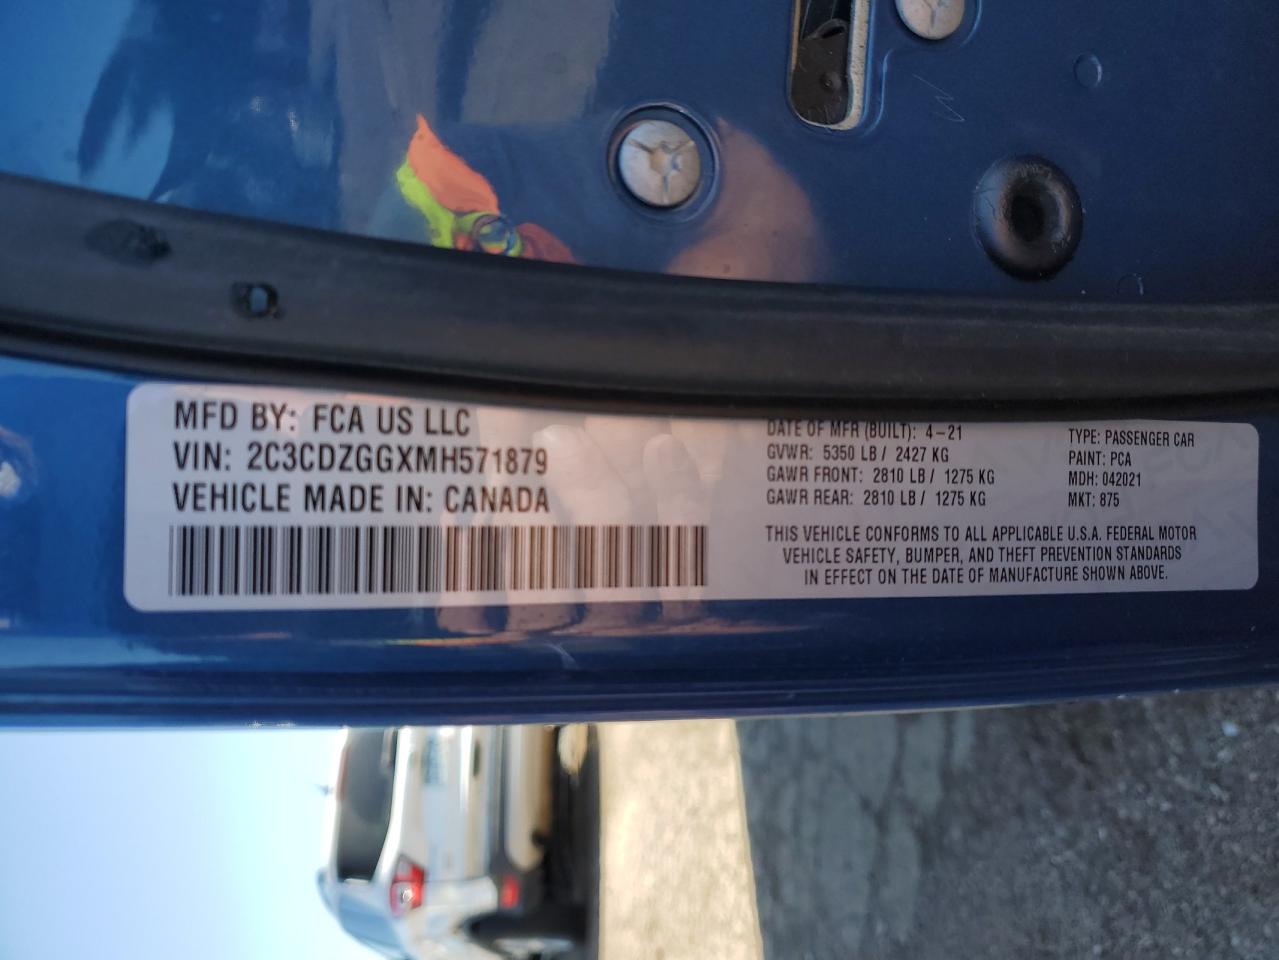 MFD BY: FCA US LLC
VIN: 2C3CDZGGXMH571879
VEHICLE MADE IN: CANADA
DATE OF MFR (BUILT): 4-21
GVWR: 5350 LB / 2427 KG
GAWR FRONT: 2810 LB / 1275 KG
GAWR REAR: 2810 LB / 1275 KG
TYPE: PASSENGER CAR
PAINT: PCA
MDH: 042021
MKT: 875
THIS VEHICLE CONFORMS TO ALL APPLICABLE U.S.A. FEDERAL MOTOR
VEHICLE SAFETY, BUMPER, AND THEFT PREVENTION STANDARDS
IN EFFECT ON THE DATE OF MANUFACTURE SHOWN ABOVE.